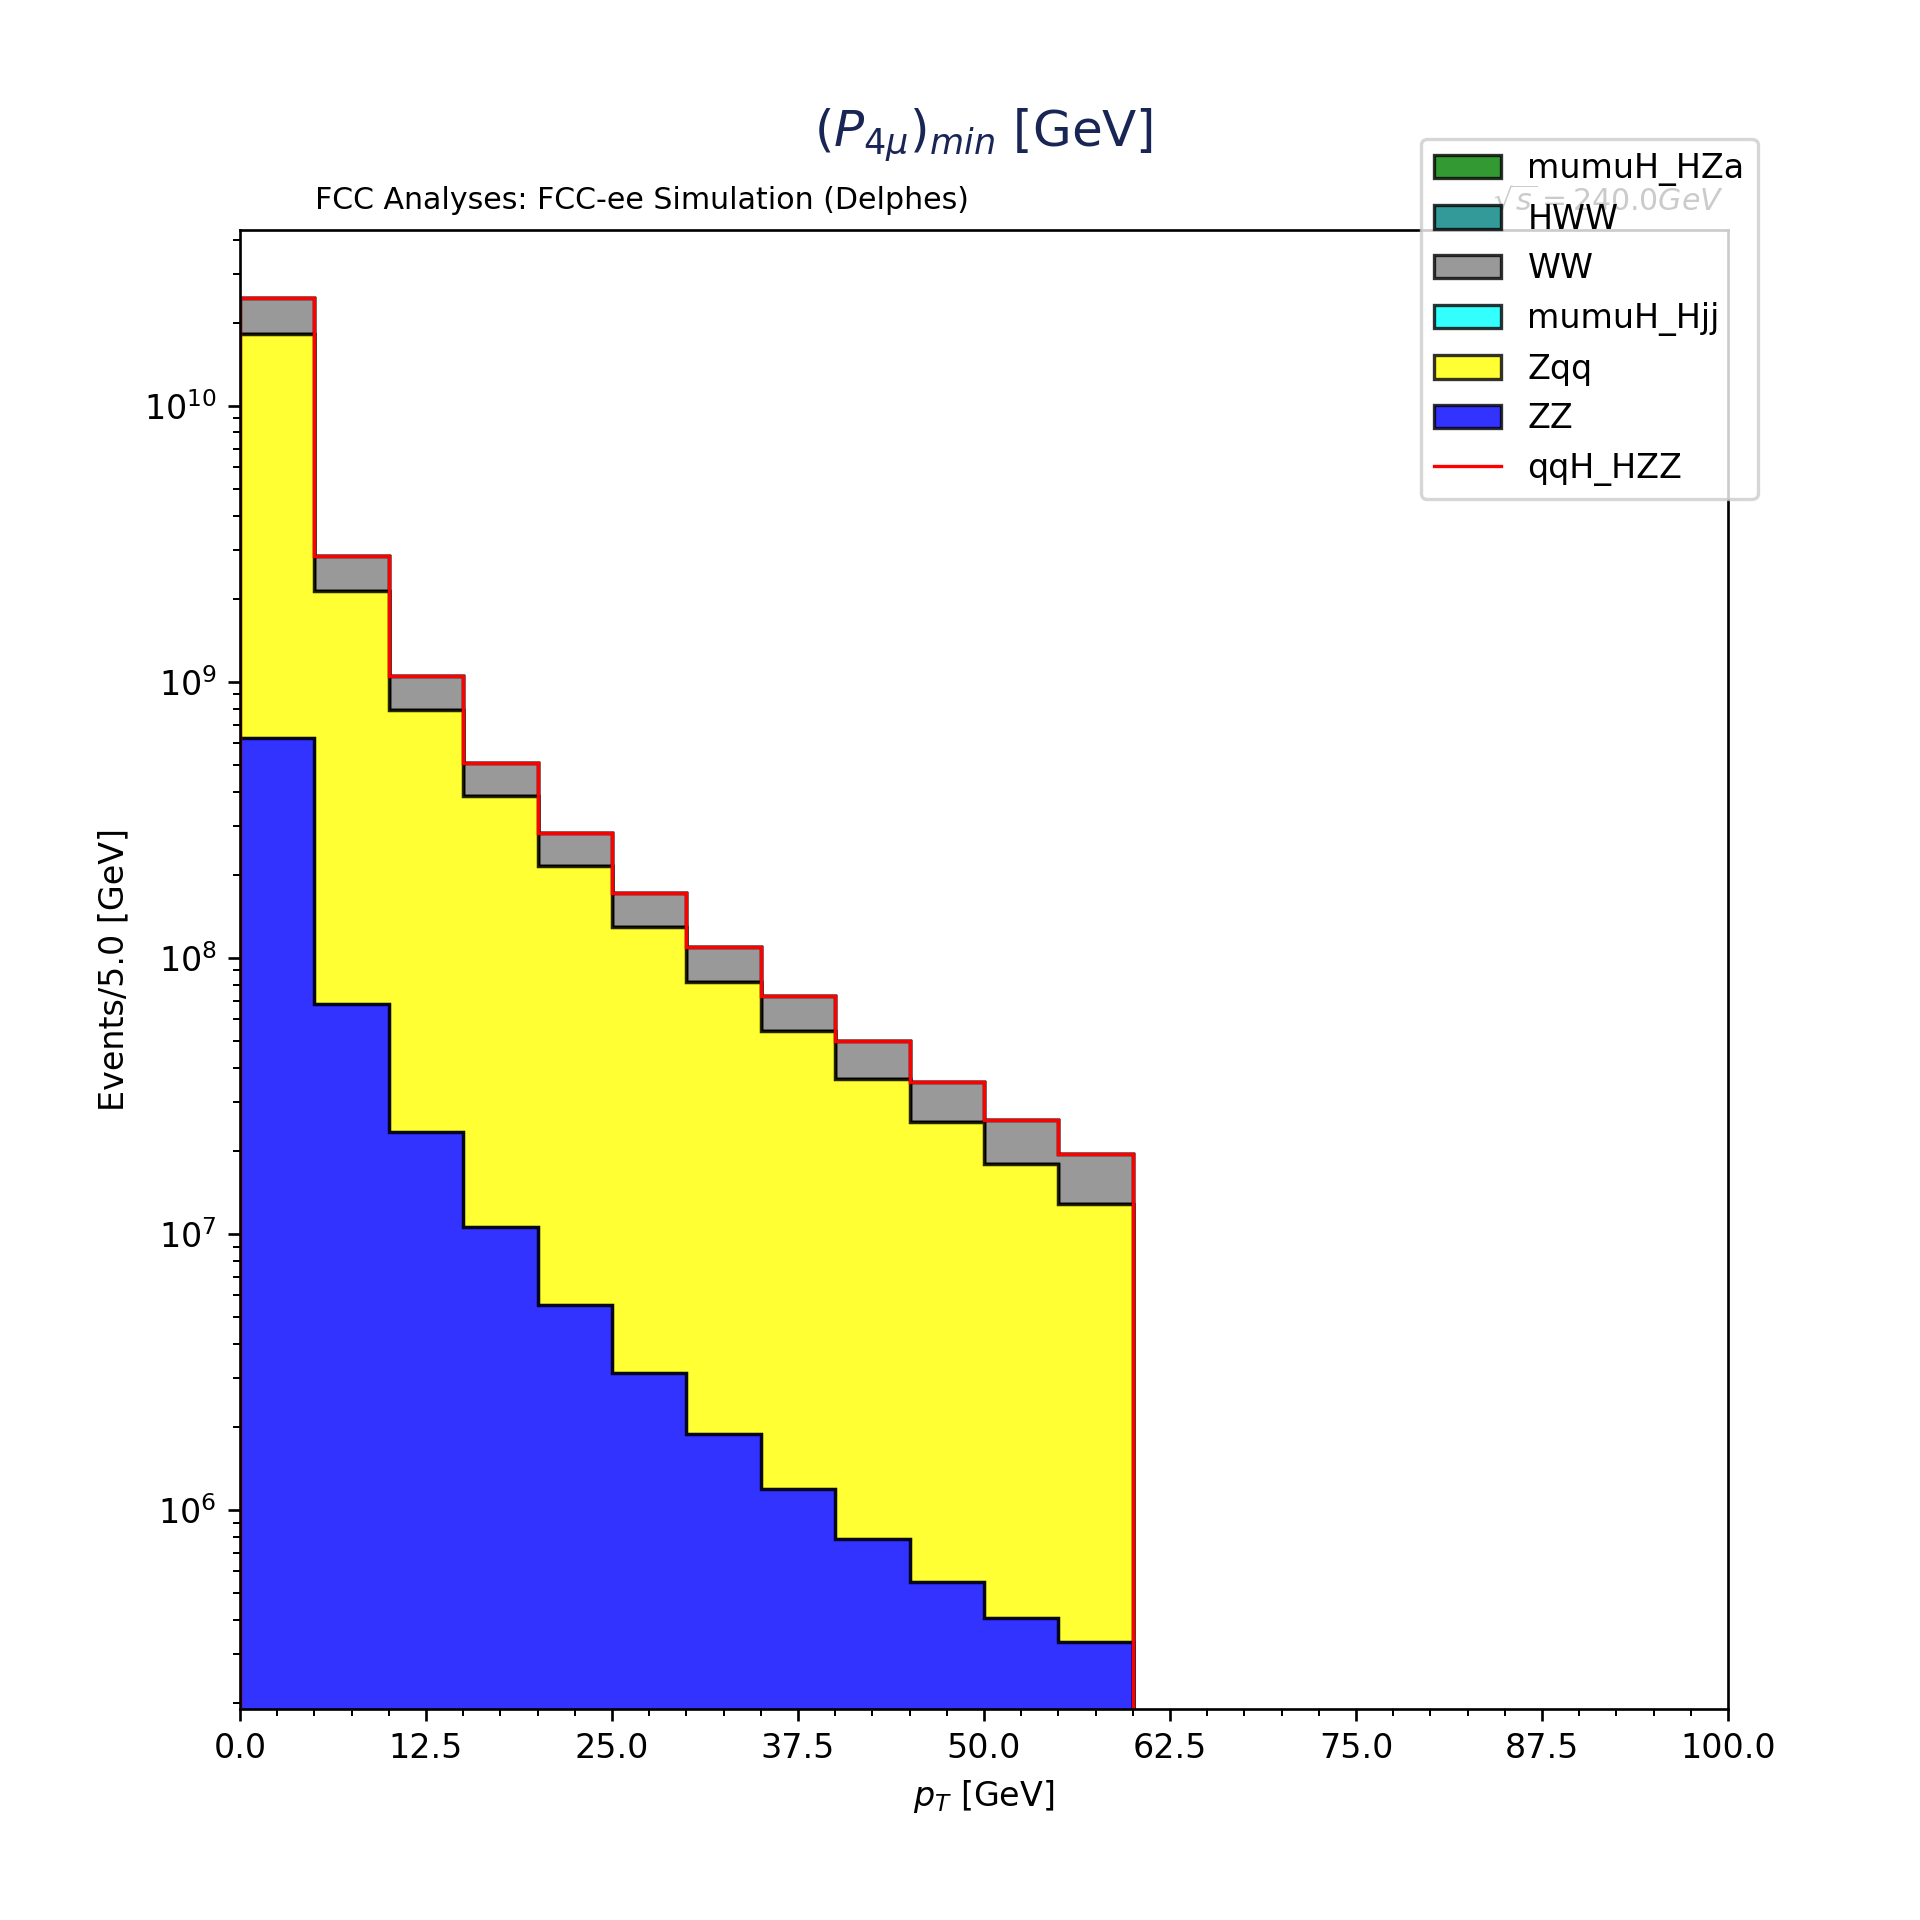 (P4μ)min [GeV]
FCC Analyses: FCC-ee Simulation (Delphes)
√s = 240.0GeV
mumuH_HZa
HWW
WW
mumuH_Hjj
Zqq
ZZ
qqH_HZZ
Events/5.0 [GeV]
10^10
10^9
10^8
10^7
10^6
0.0 12.5 25.0 37.5 50.0 62.5 75.0 87.5 100.0
pT [GeV]